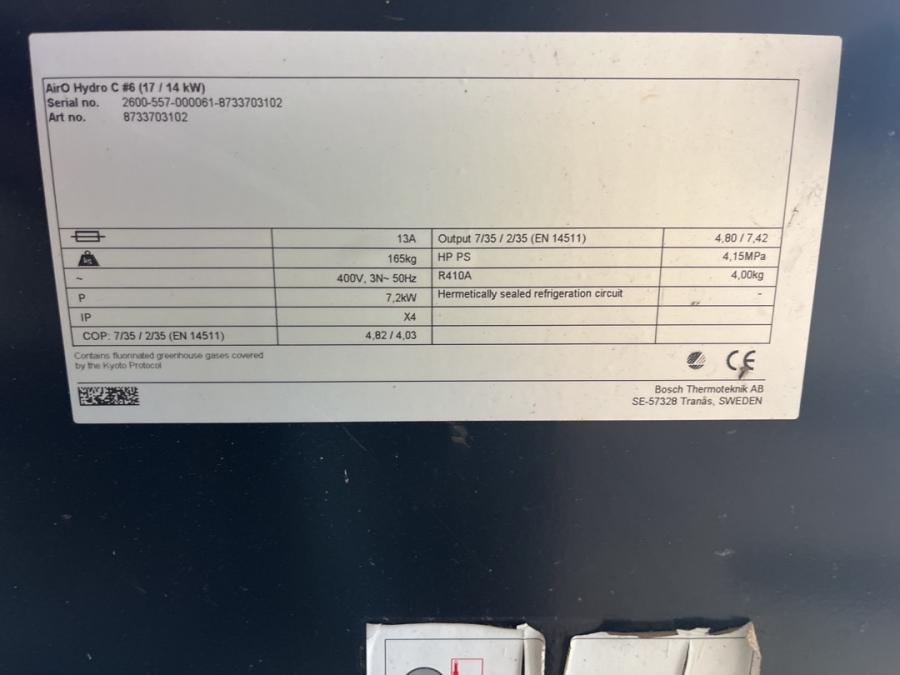 AirO Hydro C #6 (17 / 14 kW)
Serial no. 2600-557-000061-8733703102
Art no. 8733703102
13A Output 7/35 / 2/35 (EN 14511) 4,80 / 7,42
kg 165kg HP PS 4,15MPa
~ 400V, 3N~ 50Hz R410A 4,00kg
P 7,2kW Hermetically sealed refrigeration circuit -
IP X4
COP: 7/35 / 2/35 (EN 14511) 4,82 / 4,03
Contains fluorinated greenhouse gases covered
by the Kyoto Protocol
CE
Bosch Thermoteknik AB
SE-57328 Tranås, SWEDEN